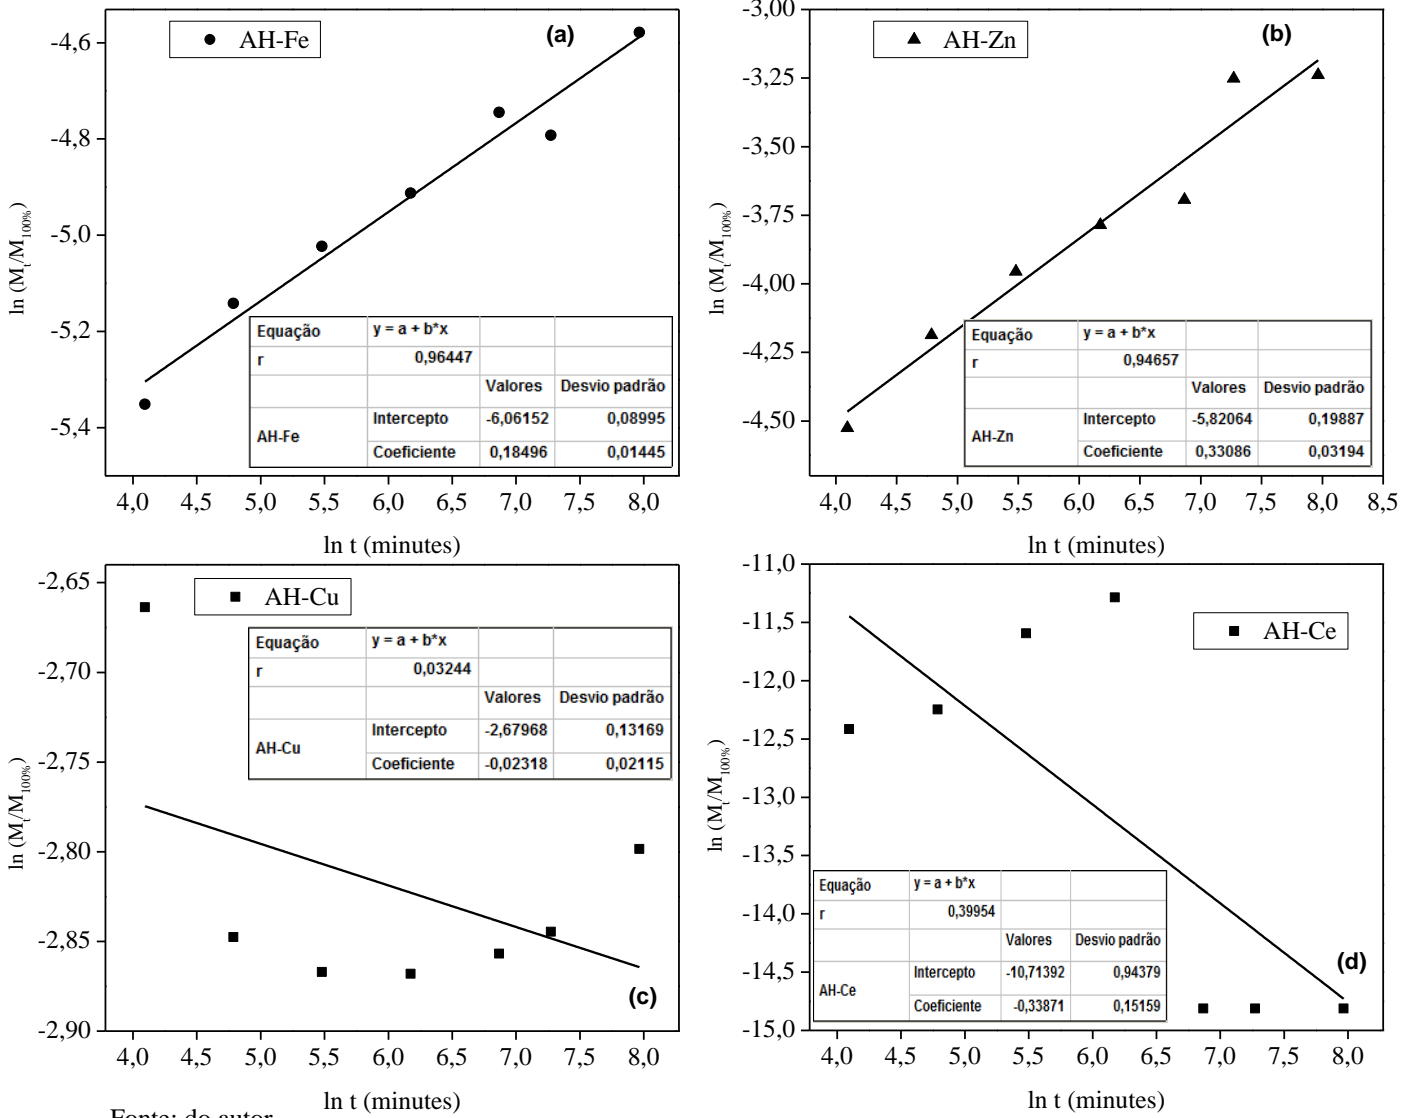 AH-Fe
(a)
-4,6
-4,8
-5,0
-5,2
-5,4
ln (Mt/M100%)
Equação y = a + b*x
r 0,96447
Valores Desvio padrão
AH-Fe Intercepto -6,06152 0,08995
Coeficiente 0,18496 0,01445
4,0 4,5 5,0 5,5 6,0 6,5 7,0 7,5 8,0
ln t (minutes)
AH-Zn
(b)
-3,00
-3,25
-3,50
-3,75
-4,00
-4,25
-4,50
ln (Mt/M100%)
Equação y = a + b*x
r 0,94657
Valores Desvio padrão
AH-Zn Intercepto -5,82064 0,19887
Coeficiente 0,33086 0,03194
4,0 4,5 5,0 5,5 6,0 6,5 7,0 7,5 8,0 8,5
ln t (minutes)
AH-Cu
-2,65
-2,70
-2,75
-2,80
-2,85
-2,90
ln (Mt/M100%)
Equação y = a + b*x
r 0,03244
Valores Desvio padrão
AH-Cu Intercepto -2,67968 0,13169
Coeficiente -0,02318 0,02115
(c)
4,0 4,5 5,0 5,5 6,0 6,5 7,0 7,5 8,0
ln t (minutes)
AH-Ce
-11,0
-11,5
-12,0
-12,5
-13,0
-13,5
-14,0
-14,5
-15,0
ln (Mt/M100%)
Equação y = a + b*x
r 0,39954
Valores Desvio padrão
AH-Ce Intercepto -10,71392 0,94379
Coeficiente -0,33871 0,15159
(d)
4,0 4,5 5,0 5,5 6,0 6,5 7,0 7,5 8,0
ln t (minutes)
Fonte: do autor